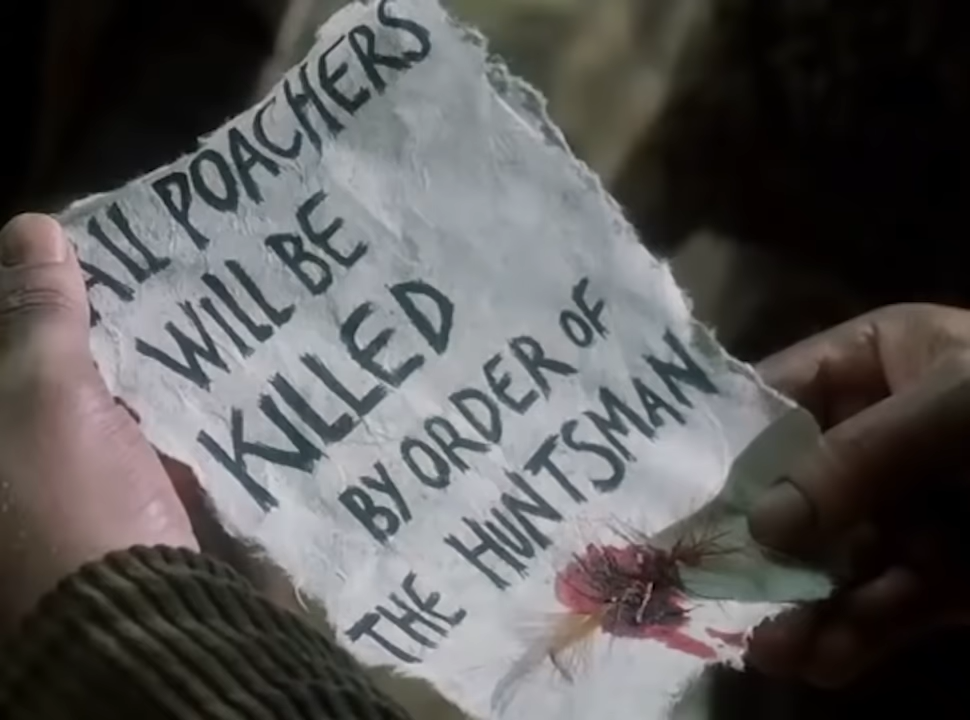 All POACHERS
WILL BE
KILLED
BY ORDER OF
THE HUNTSMAN